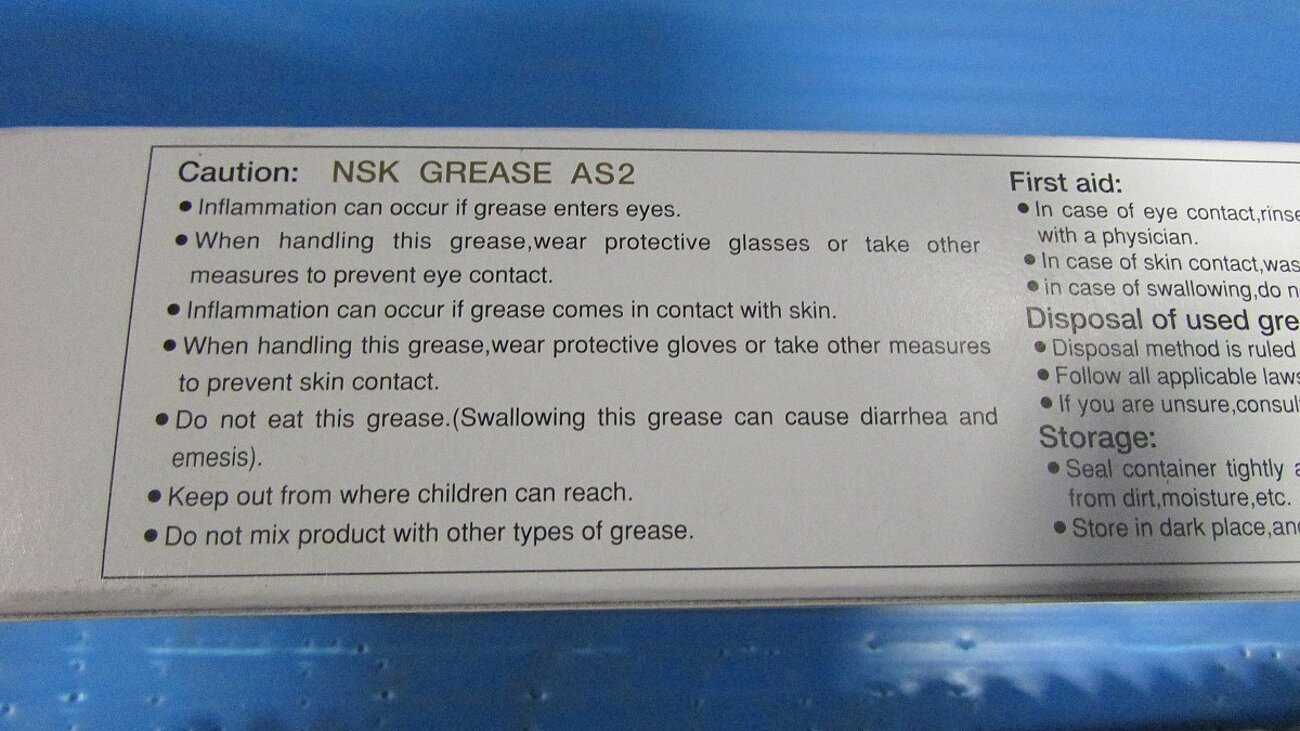 Caution: NSK GREASE AS2
● Inflammation can occur if grease enters eyes.
● When handling this grease,wear protective glasses or take other
measures to prevent eye contact.
● Inflammation can occur if grease comes in contact with skin.
● When handling this grease,wear protective gloves or take other measures
to prevent skin contact.
● Do not eat this grease.(Swallowing this grease can cause diarrhea and
emesis).
● Keep out from where children can reach.
● Do not mix product with other types of grease.
First aid:
● In case of eye contact,rinse
with a physician.
● In case of skin contact,
● in case of swallowing,do
Disposal of used
● Disposal method is ruled
● Follow all applicable laws
● If you are unsure,
Storage:
● Seal container tightly
from dirt,moisture,etc.
● Store in dark place,